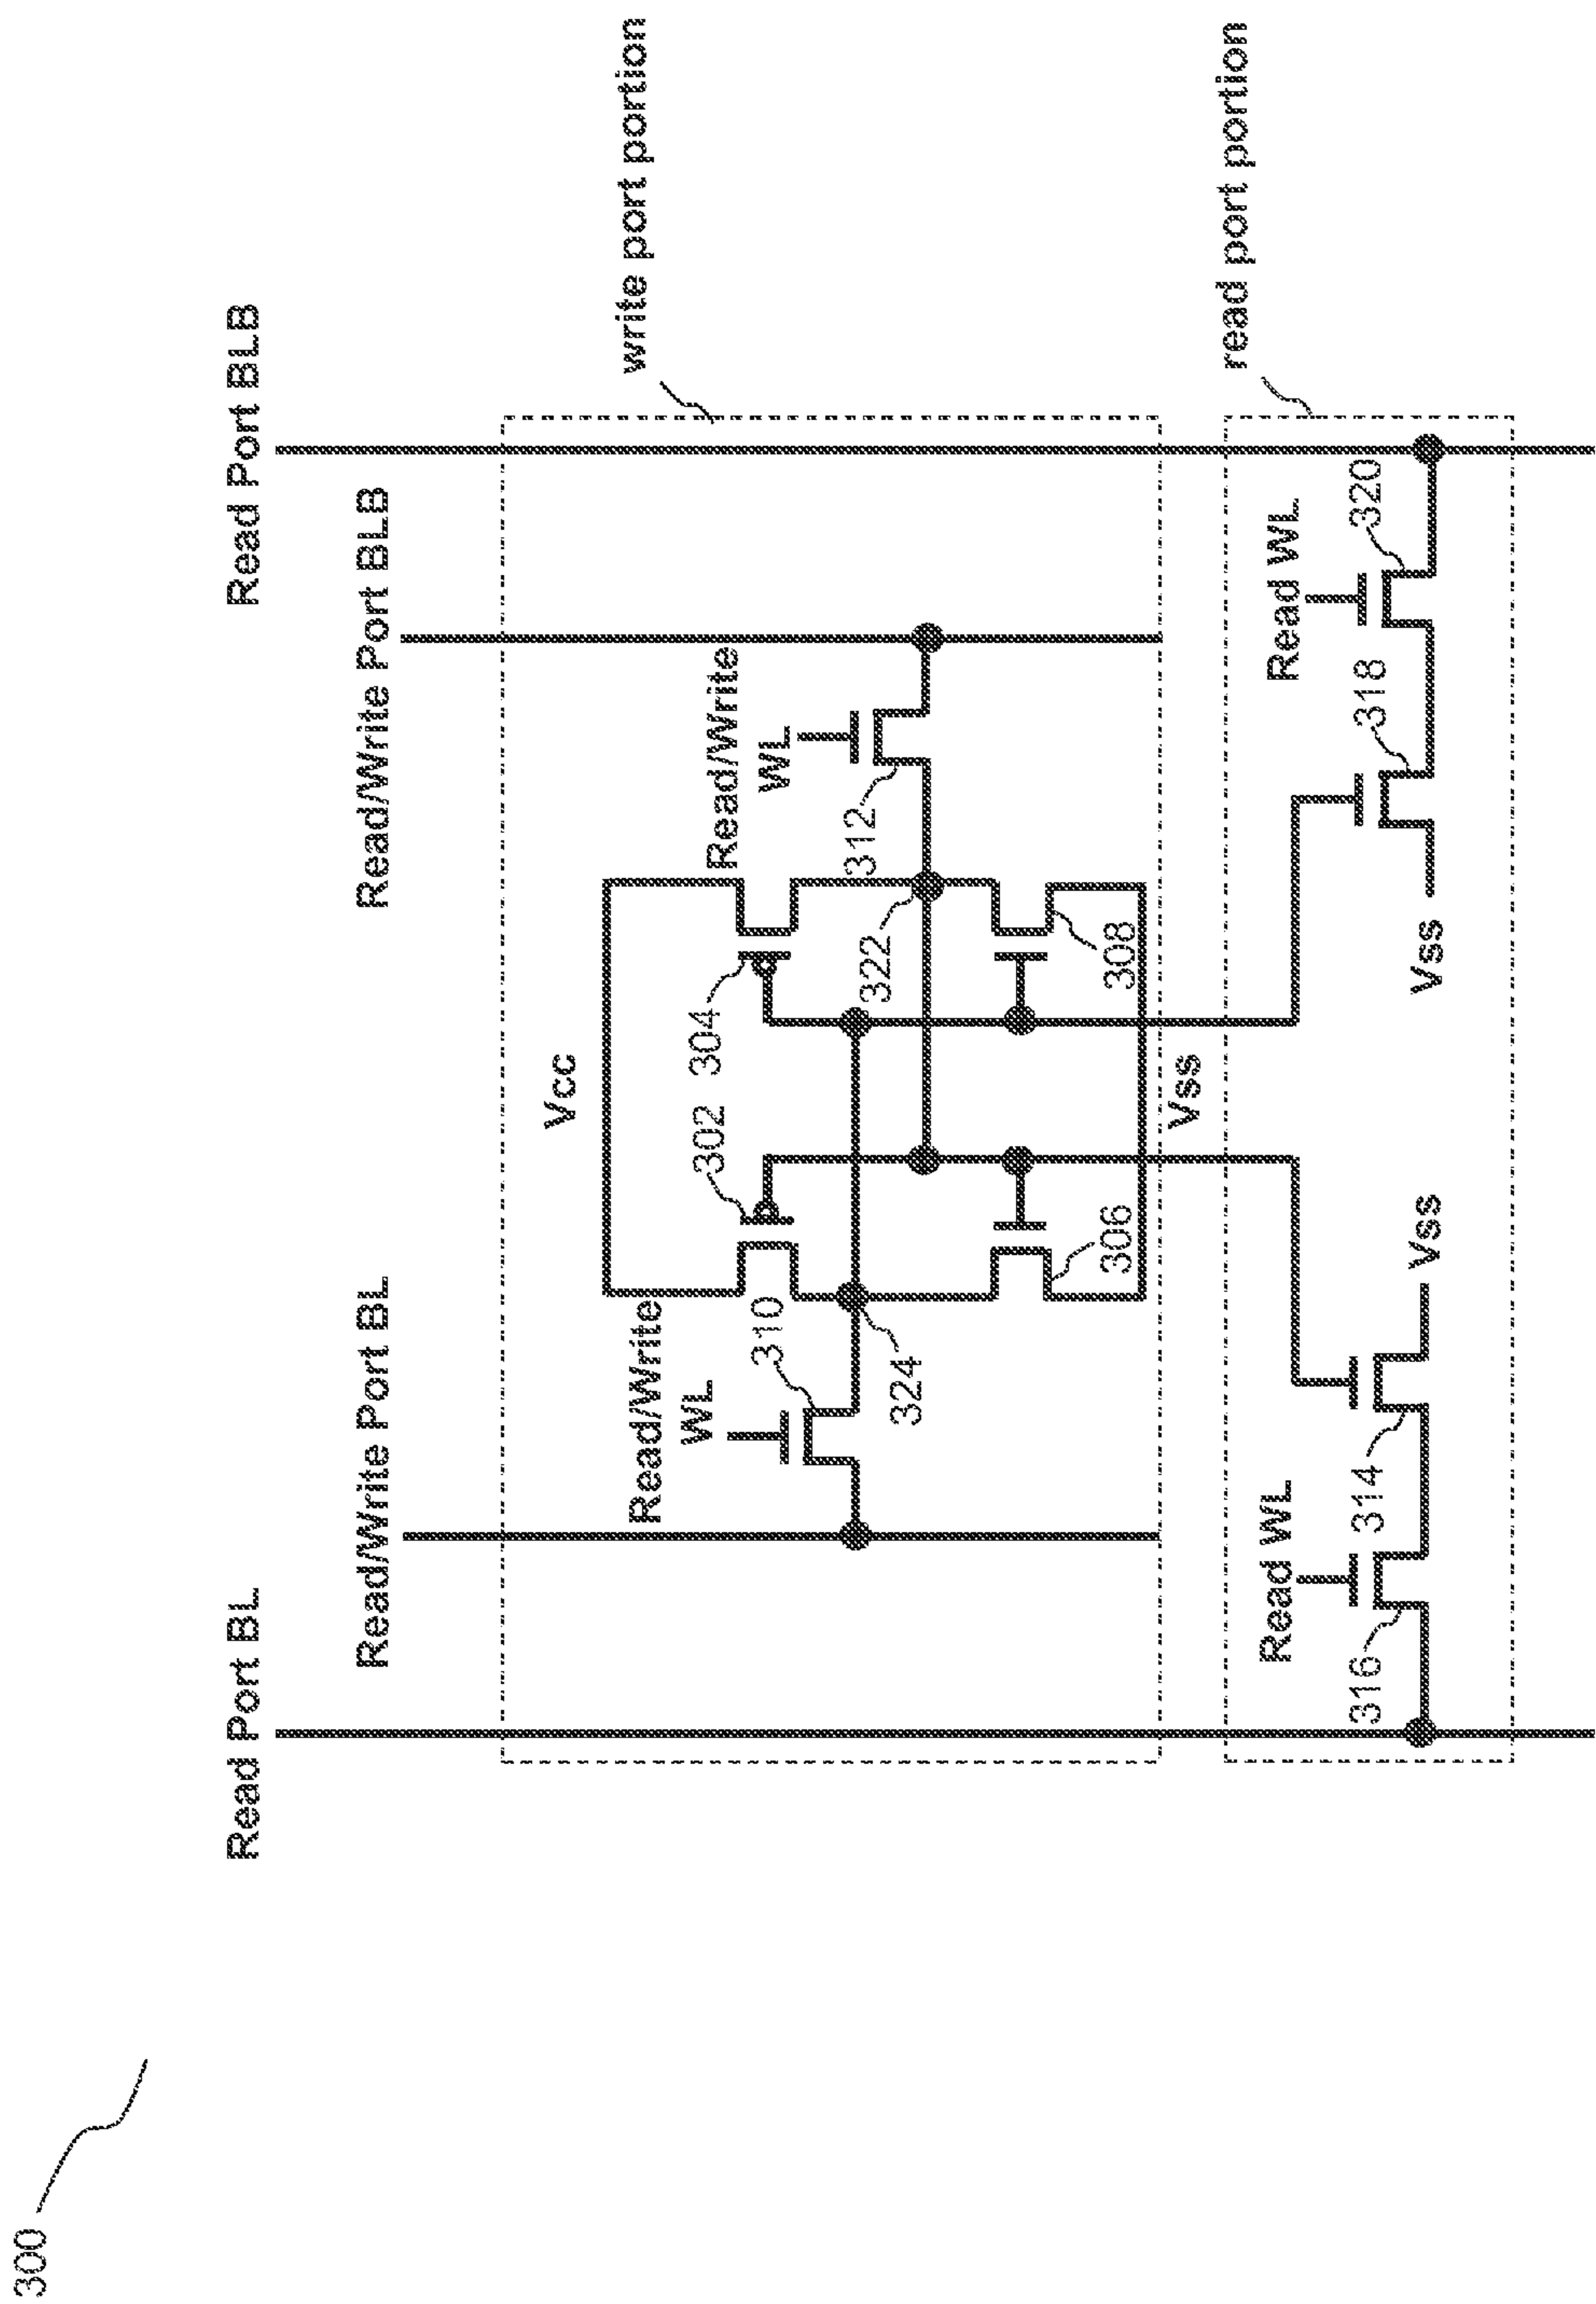 300
Read Port BL
Read Port BLB
Read/Write Port BL
Read/Write Port BLB
Vcc
write port portion
Read/Write
WL
310
302
304
Read/Write
WL
312
324
322
306
308
Vss
read port portion
Read WL
316
314
Vss
Read WL
318
320
Vss